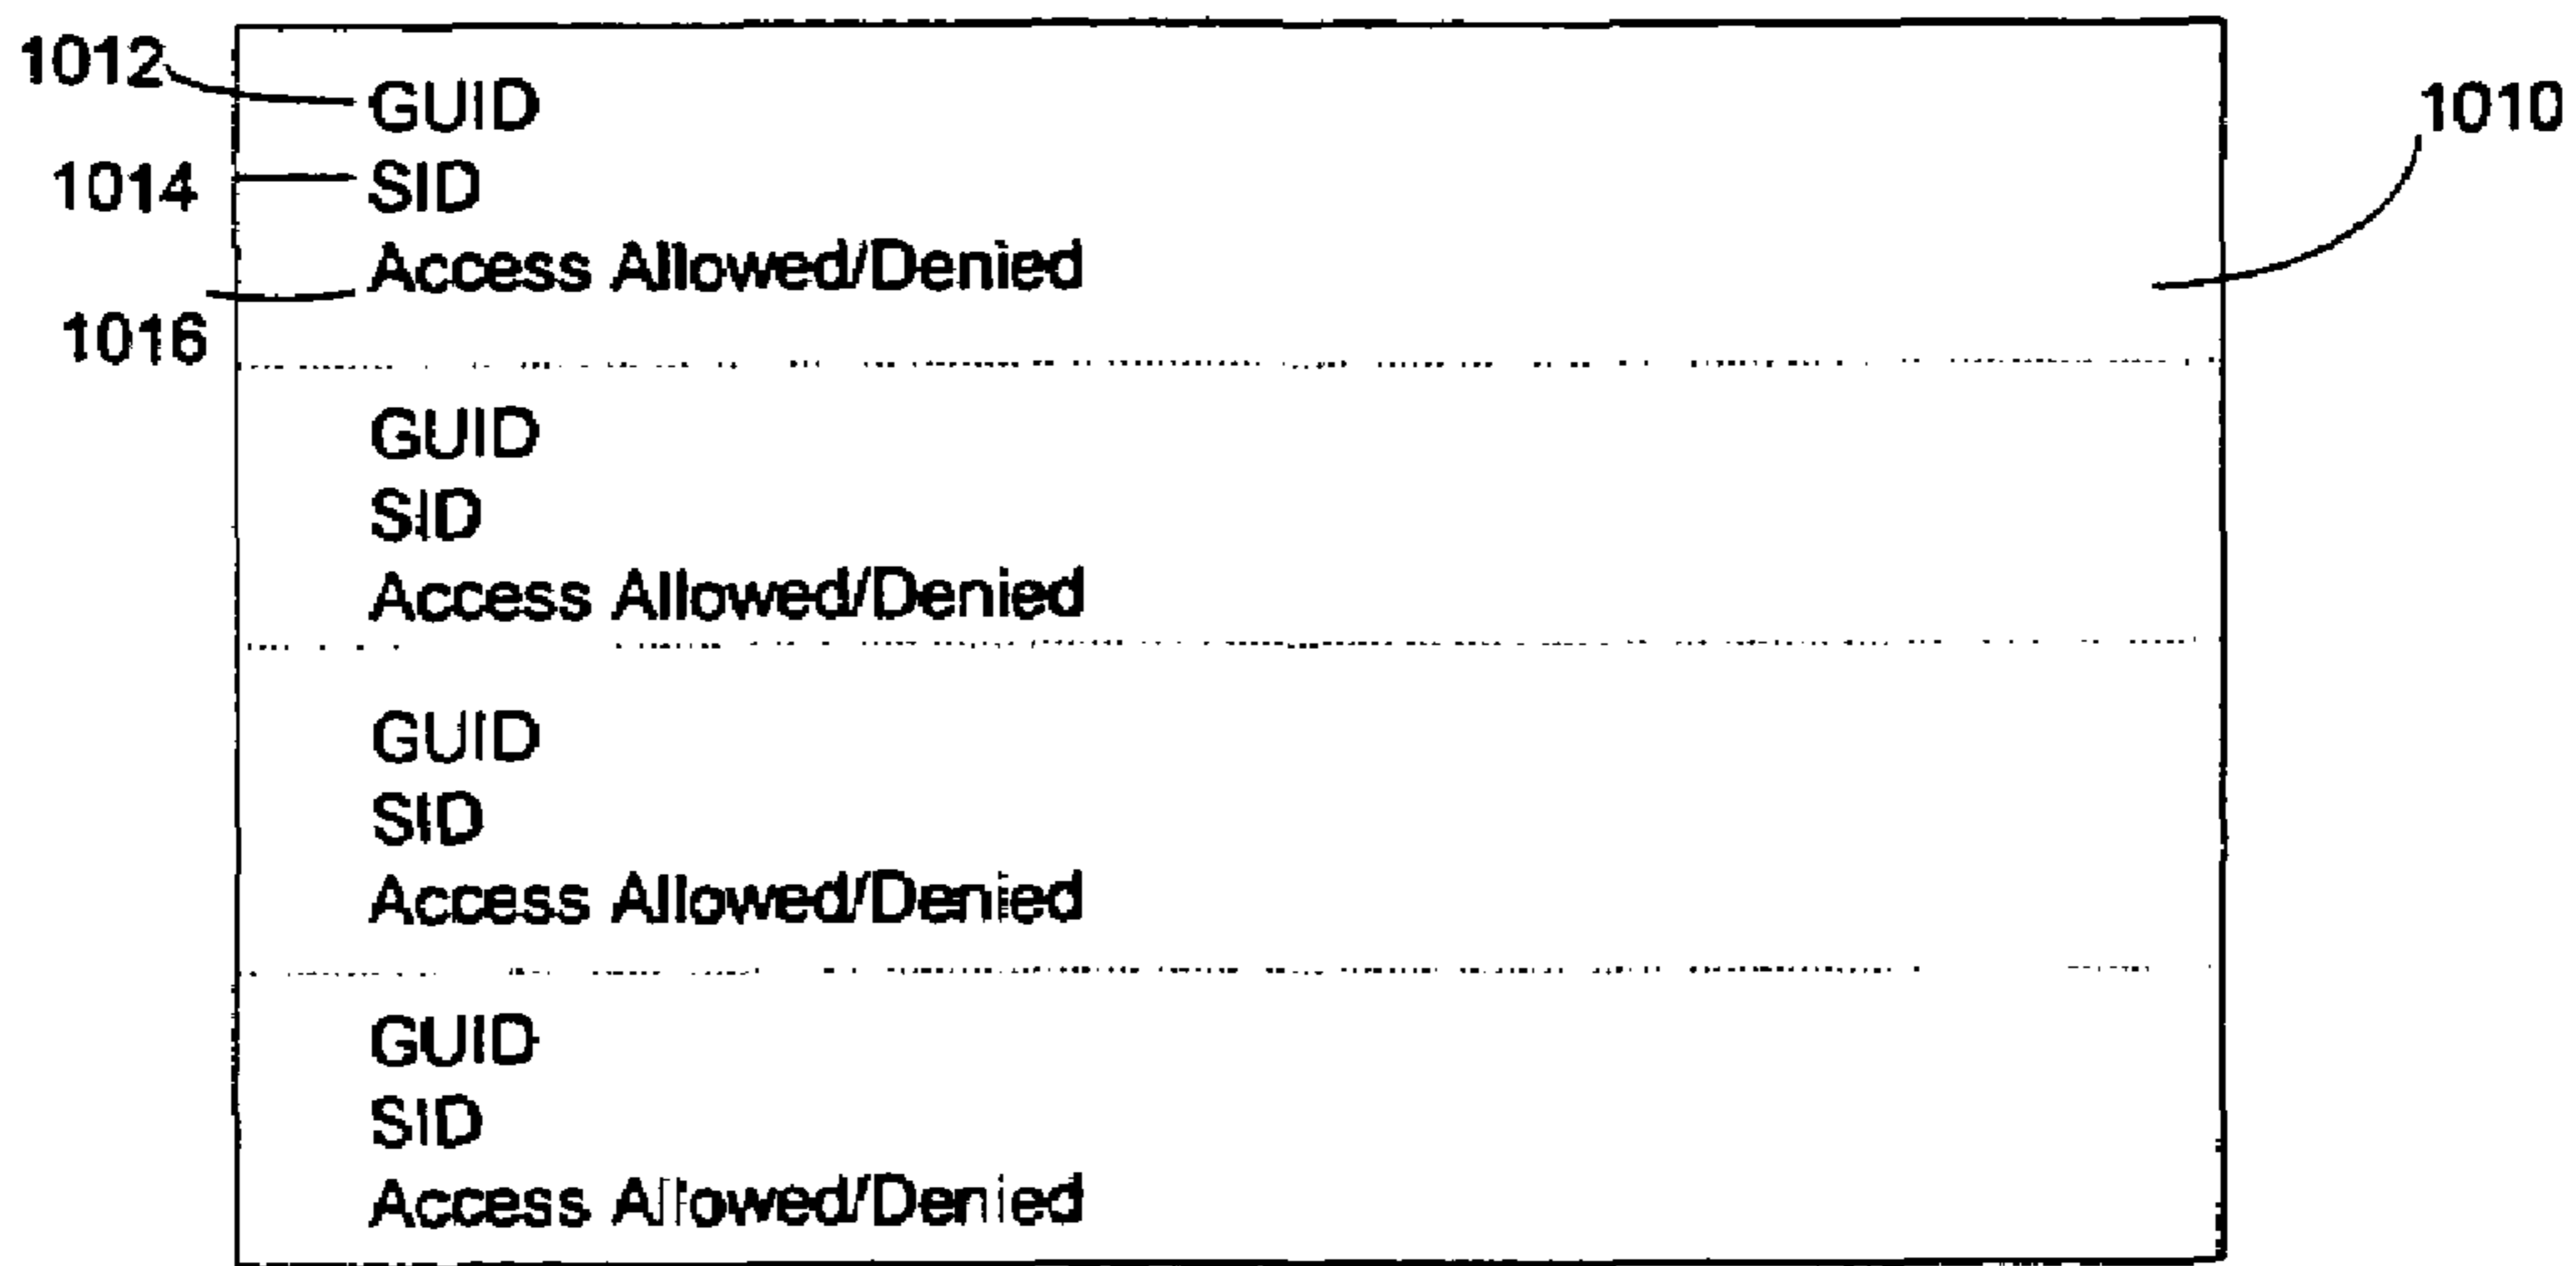 1012
GUID
1010
1014
SID
Access Allowed/Denied
1016
GUID
SID
Access Allowed/Denied
GUID
SID
Access Allowed/Denied
GUID
SID
Access Allowed/Denied